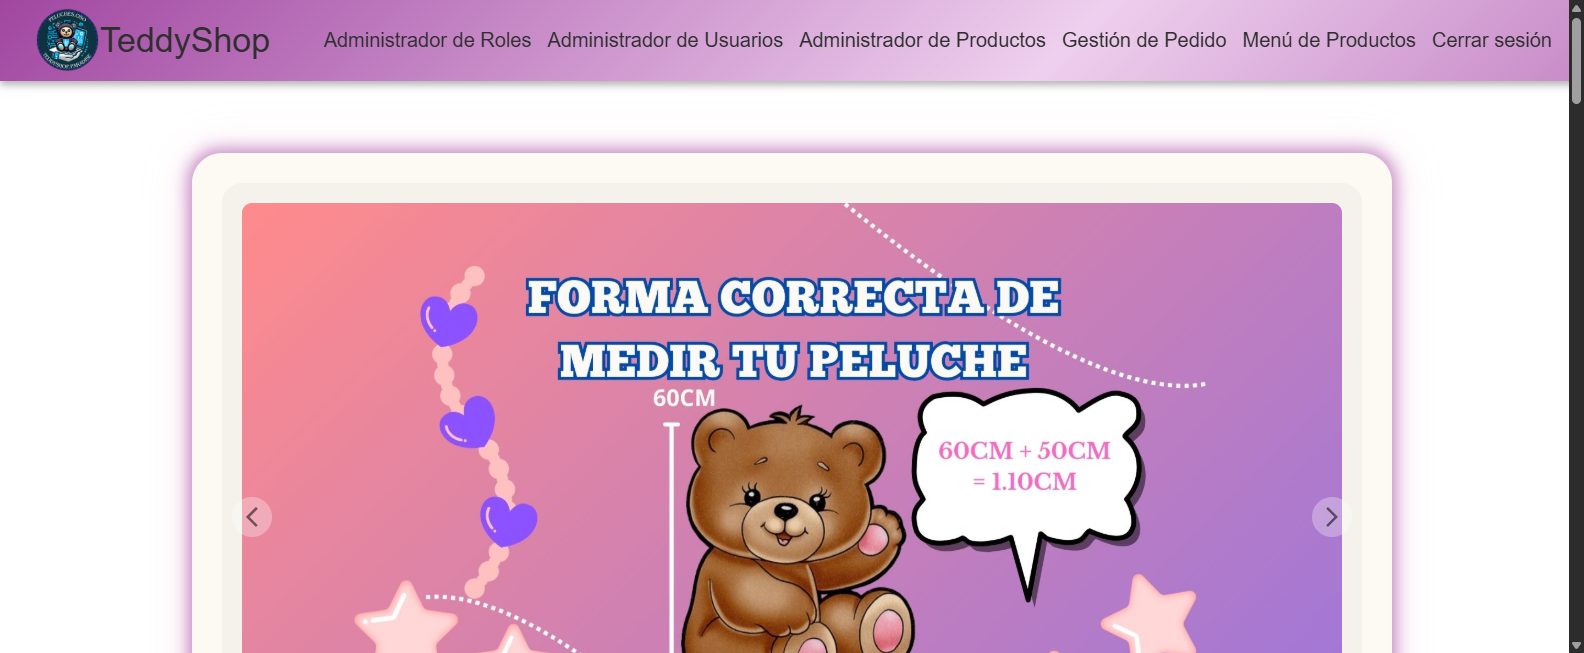 TeddyShop
Administrador de Roles
Administrador de Usuarios
Administrador de Productos
Gestión de Pedido
Menú de Productos
Cerrar sesión
FORMA CORRECTA DE
MEDIR TU PELUCHE
60CM
60CM + 50CM
= 1.10CM